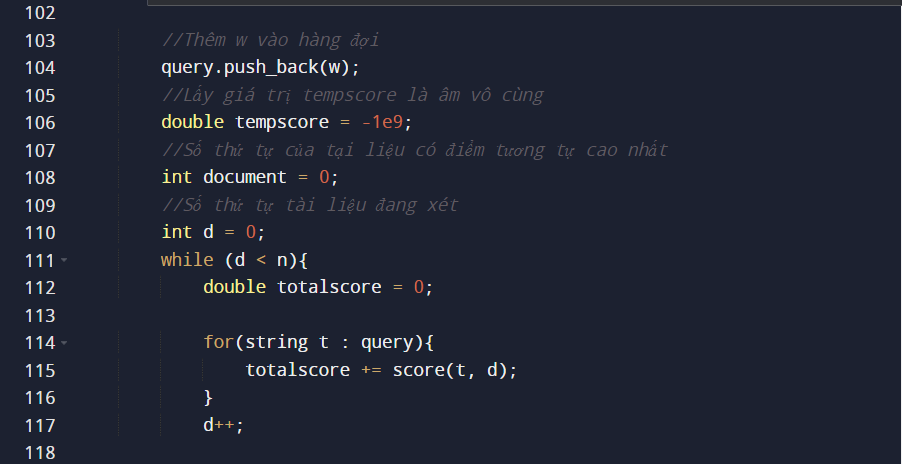 102
103 //Thêm w vào hàng đợi
104 query.push_back(w);
105 //Lấy giá trị tempscore là âm vô cùng
106 double tempscore = -1e9;
107 //Số thứ tự của tại liệu có điểm tương tự cao nhất
108 int document = 0;
109 //Số thứ tự tài liệu đang xét
110 int d = 0;
111 while (d < n){
112 double totalscore = 0;
113
114 for(string t : query){
115 totalscore += score(t, d);
116 }
117 d++;
118